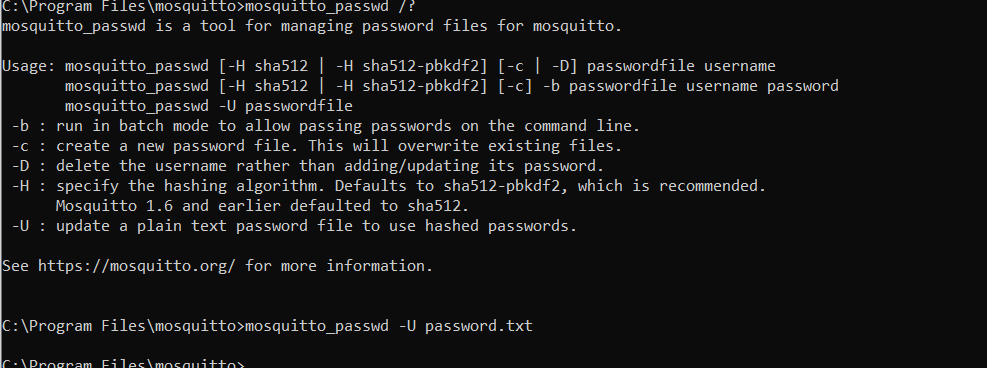 C:\Program Files\mosquitto>mosquitto_passwd /?
mosquitto_passwd is a tool for managing password files for mosquitto.
Usage: mosquitto_passwd [-H sha512 | -H sha512-pbkdf2] [-c | -D] passwordfile username
mosquitto_passwd [-H sha512 | -H sha512-pbkdf2] [-c] -b passwordfile username password
mosquitto_passwd -U passwordfile
-b : run in batch mode to allow passing passwords on the command line.
-c : create a new password file. This will overwrite existing files.
-D : delete the username rather than adding/updating its password.
-H : specify the hashing algorithm. Defaults to sha512-pbkdf2, which is recommended.
Mosquitto 1.6 and earlier defaulted to sha512.
-U : update a plain text password file to use hashed passwords.
See https://mosquitto.org/ for more information.
C:\Program Files\mosquitto>mosquitto_passwd -U password.txt
C:\Program Files\mosquitto>